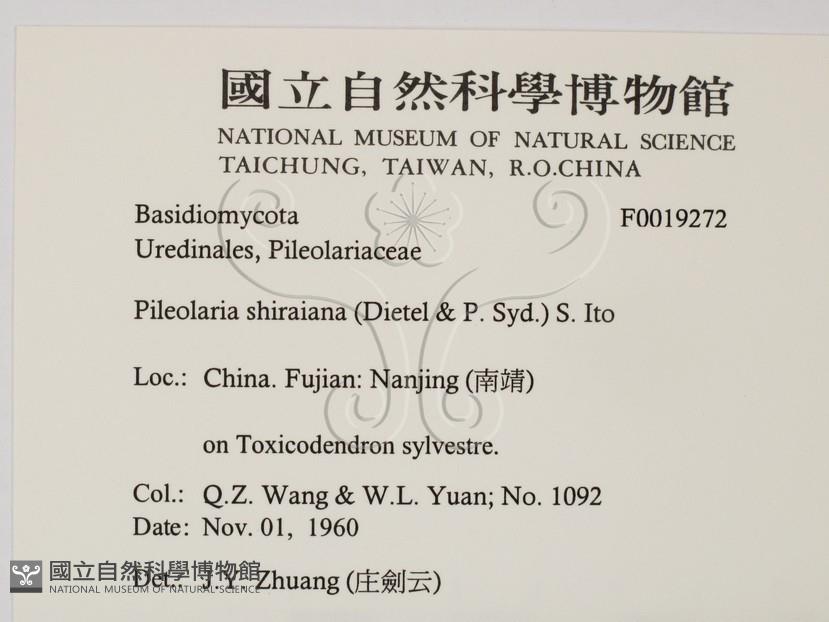 國立自然科學博物館
NATIONAL MUSEUM OF NATURAL SCIENCE
TAICHUNG, TAIWAN, R.O.CHINA
Basidiomycota F0019272
Uredinales, Pileolariaceae
Pileolaria shiraiana (Dietel & P. Syd.) S. Ito
Loc.: China. Fujian: Nanjing (南靖)
on Toxicodendron sylvestre.
Col.: Q.Z. Wang & W.L. Yuan; No. 1092
Date: Nov. 01, 1960
Det.: J.Y. Zhuang (庄劍云)
國立自然科學博物館
NATIONAL MUSEUM OF NATURAL SCIENCE